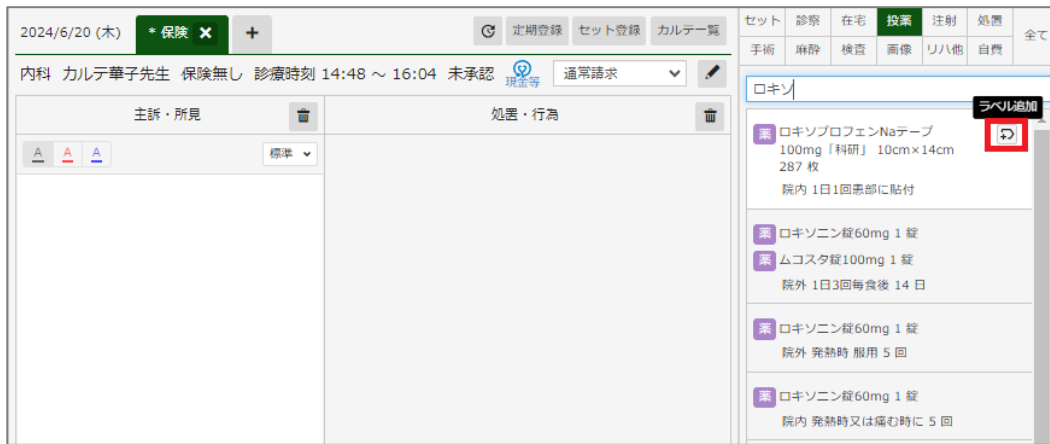 2024/6/20 (木) * 保険 × + 定期登録 セット登録 カルテ一覧
内科 カルテ華子先生 保険無し 診療時刻 14:48 ～ 16:04 未承認 現金等 通常請求
主訴・所見 処置・行為
A A A 標準
セット 診察 在宅 投薬 注射 処置 全て
手術 麻酔 検査 画像 リハ他 自費
ロキソ
ラベル追加
薬 ロキソプロフェンNaテープ
100mg「科研」 10cm×14cm
287 枚
院内 1日1回患部に貼付
薬 ロキソニン錠60mg 1 錠
薬 ムコスタ錠100mg 1 錠
院外 1日3回毎食後 14 日
薬 ロキソニン錠60mg 1 錠
院外 発熱時 服用 5 回
薬 ロキソニン錠60mg 1 錠
院内 発熱時又は痛む時に 5 回